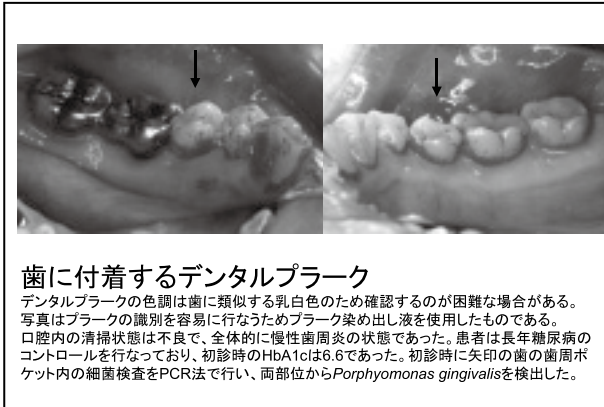 歯に付着するデンタルプラーク
デンタルプラークの色調は歯に類似する乳白色のため確認するのが困難な場合がある。
写真はプラークの識別を容易に行なうためプラーク染め出し液を使用したものである。
口腔内の清掃状態は不良で、全体的に慢性歯周炎の状態であった。患者は長年糖尿病の
コントロールを行なっており、初診時のHbA1cは6.6であった。初診時に矢印の歯の歯周ポ
ケット内の細菌検査をPCR法で行い、両部位からPorphyomonas gingivalisを検出した。